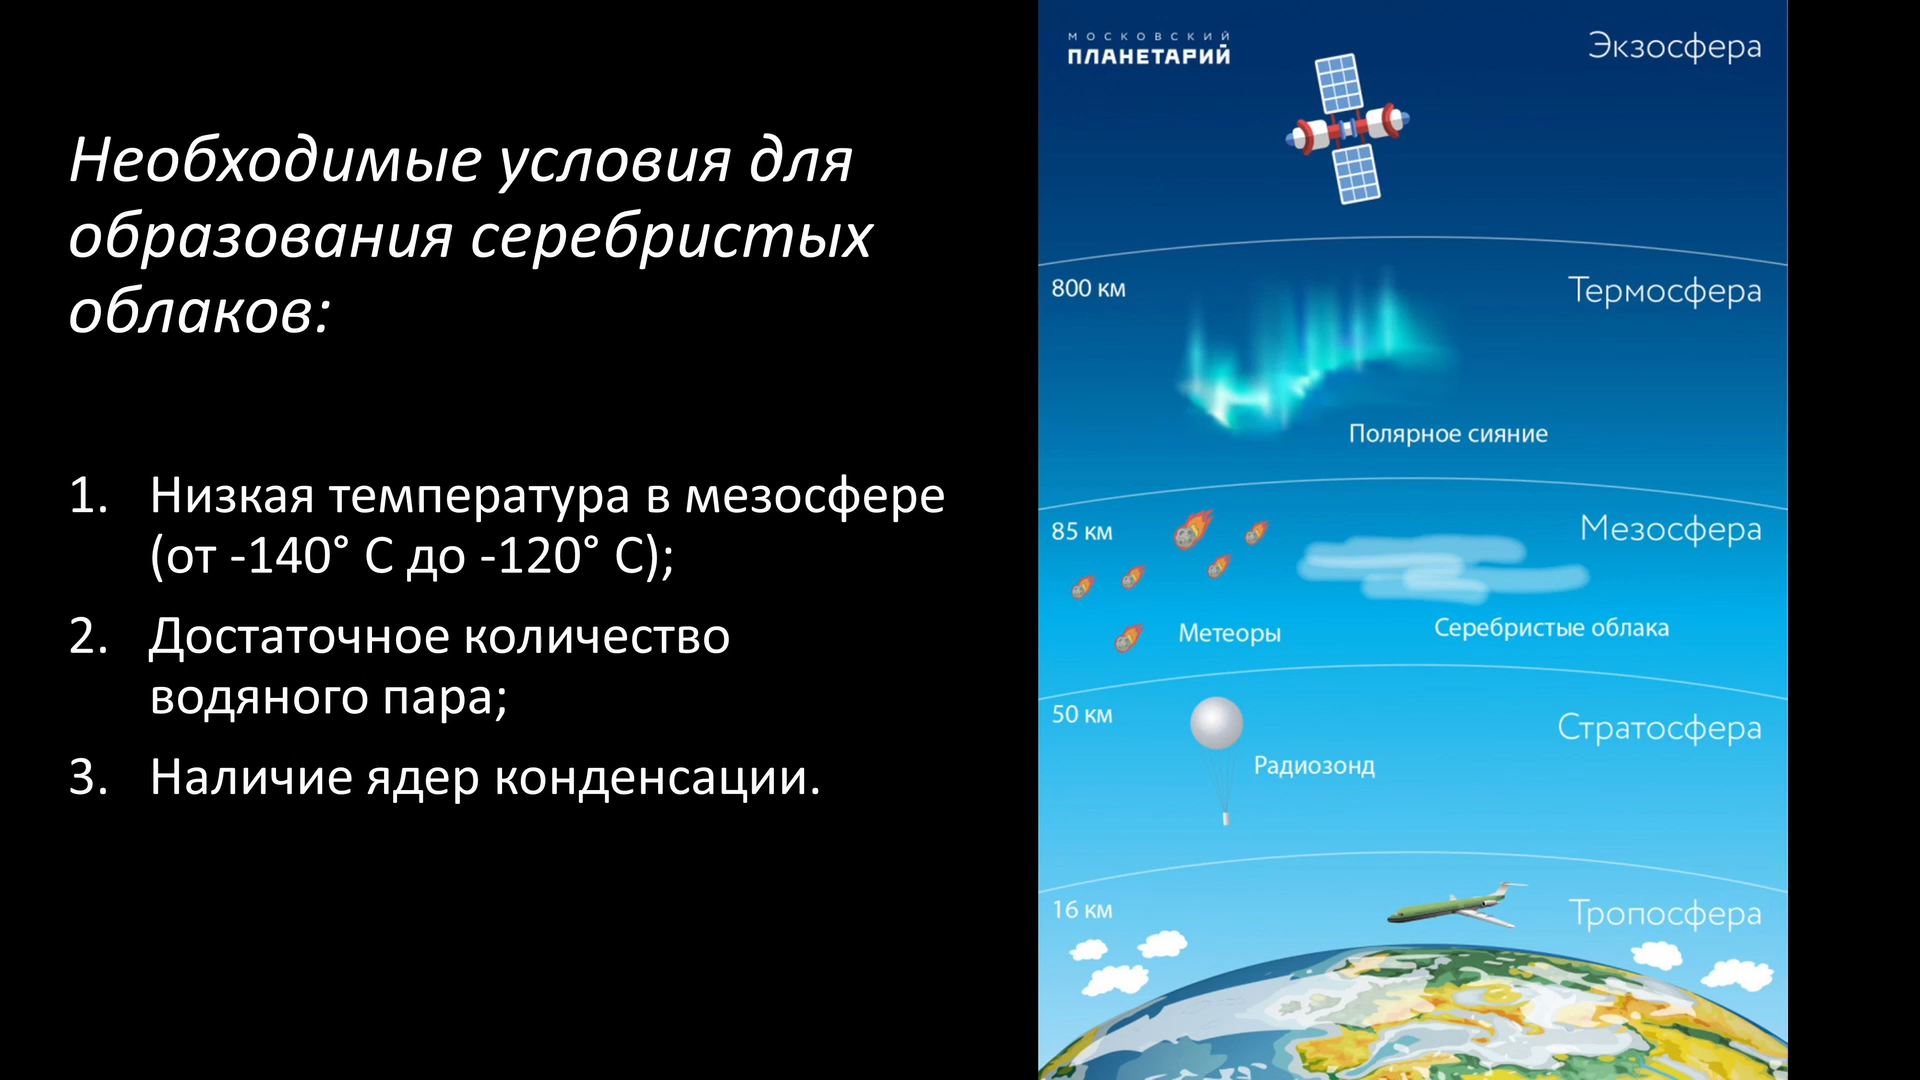 Необходимые условия для
образования серебристых
облаков:
1. Низкая температура в мезосфере
(от -140° С до -120° С);
2. Достаточное количество
водяного пара;
3. Наличие ядер конденсации.
МОСКОВСКИЙ
ПЛАНЕТАРИЙ
Экзосфера
800 км
Термосфера
Полярное сияние
85 км
Мезосфера
Метеоры
Серебристые облака
50 км
Стратосфера
Радиозонд
16 км
Тропосфера